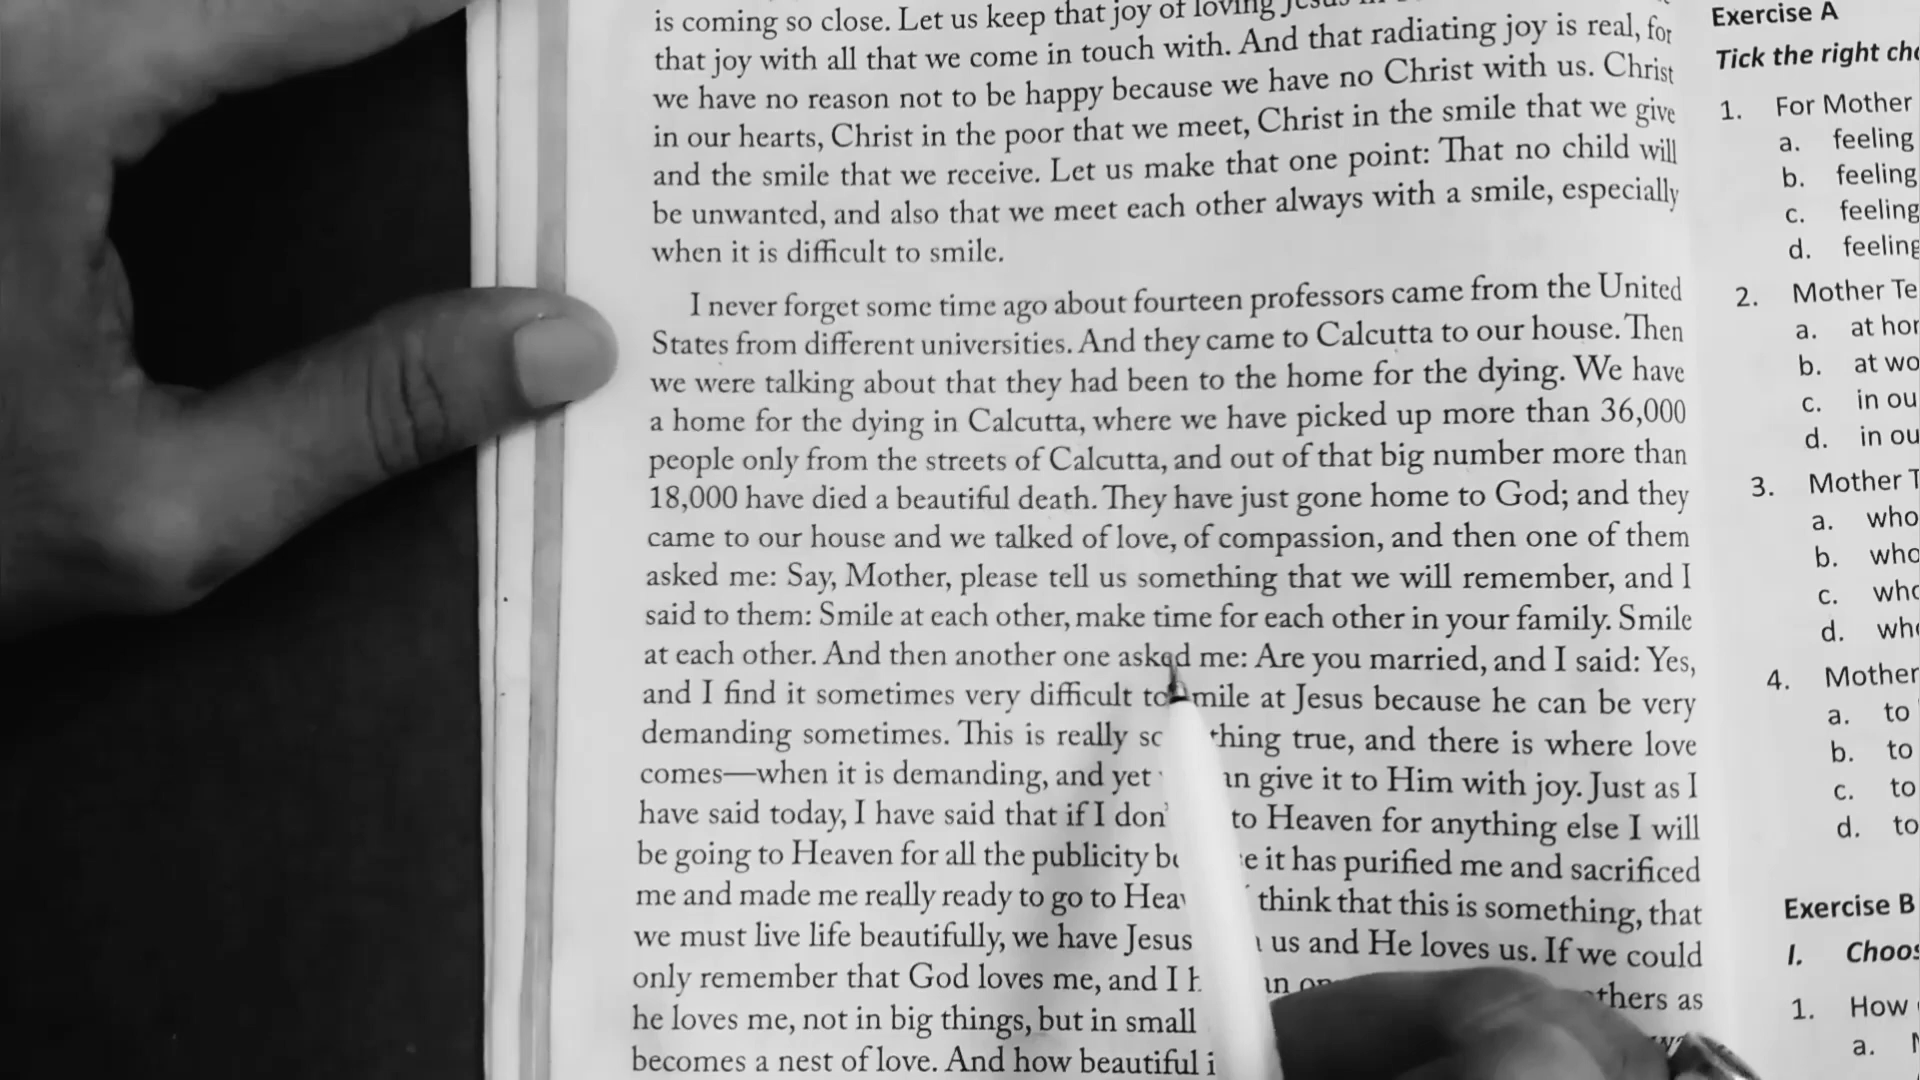 is coming so close. Let us keep that joy of loving Jesus in
that joy with all that we come in touch with. And that radiating joy is real, for
we have no reason not to be happy because we have no Christ with us. Christ
in our hearts, Christ in the poor that we meet, Christ in the smile that we give
and the smile that we receive. Let us make that one point: That no child will
be unwanted, and also that we meet each other always with a smile, especially
when it is difficult to smile.
I never forget some time ago about fourteen professors came from the United
States from different universities. And they came to Calcutta to our house. Then
we were talking about that they had been to the home for the dying. We have
a home for the dying in Calcutta, where we have picked up more than 36,000
people only from the streets of Calcutta, and out of that big number more than
18,000 have died a beautiful death. They have just gone home to God; and they
came to our house and we talked of love, of compassion, and then one of them
asked me: Say, Mother, please tell us something that we will remember, and I
said to them: Smile at each other, make time for each other in your family. Smile
at each other. And then another one asked me: Are you married, and I said: Yes,
and I find it sometimes very difficult to smile at Jesus because he can be very
demanding sometimes. This is really thing true, and there is where love
comes—when it is demanding, and yet give it to Him with joy. Just as I
have said today, I have said that if I don' to Heaven for anything else I will
be going to Heaven for all the publicity it has purified me and sacrificed
me and made me really ready to go to think that this is something, that
we must live life beautifully, we have Jesus us and He loves us. If we could
only remember that God loves me, and I thers as
he loves me, not in big things, but in small
becomes a nest of love. And how beautiful i
Exercise A
Tick the right
1. For Mother
a. feeling
b. feeling
c. feeling
d. feeling
2. Mother Te
a. at
b. at
c. in
d. in
3. Mother T
a. who
b. who
c. who
d. who
4. Mother
a. to
b. to
c. to
d. to
Exercise B
I. Choos
1. How
a.